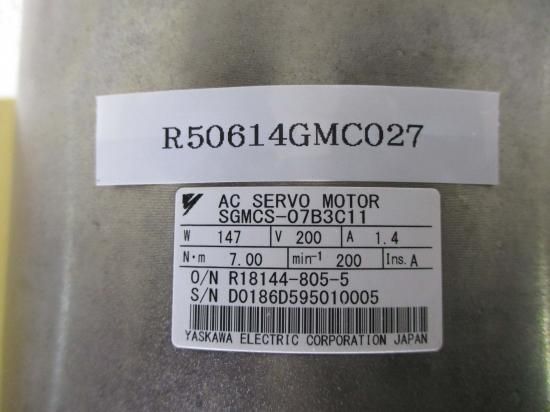 R50614GMC027
AC SERVO MOTOR
SGMCS-07B3C11
W 147 V 200 A 1.4
N·m 7.00 min⁻¹ 200 Ins. A
O/N R18144-805-5
S/N D0186D595010005
YASKAWA ELECTRIC CORPORATION JAPAN